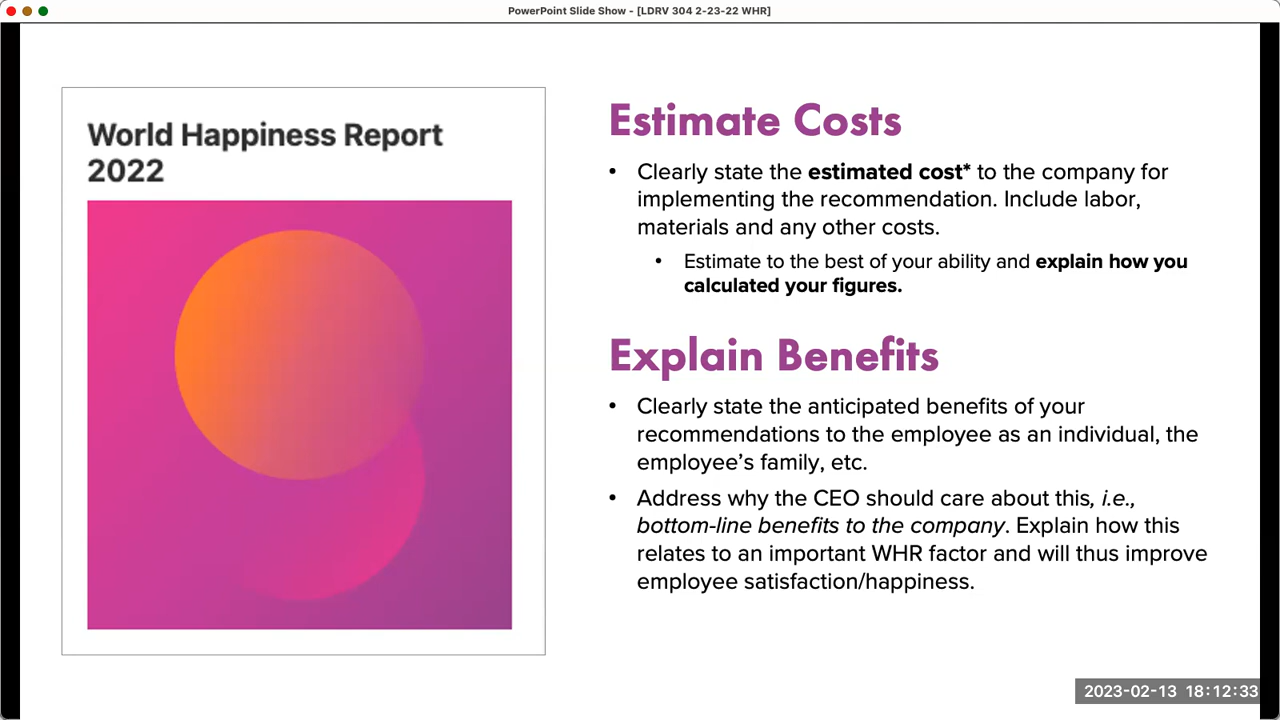 PowerPoint Slide Show - [LDRV 304 2-23-22 WHR]
World Happiness Report
2022
Estimate Costs
• Clearly state the estimated cost* to the company for
implementing the recommendation. Include labor,
materials and any other costs.
• Estimate to the best of your ability and explain how you
calculated your figures.
Explain Benefits
• Clearly state the anticipated benefits of your
recommendations to the employee as an individual, the
employee’s family, etc.
• Address why the CEO should care about this, i.e.,
bottom-line benefits to the company. Explain how this
relates to an important WHR factor and will thus improve
employee satisfaction/happiness.
2023-02-13 18:12:33